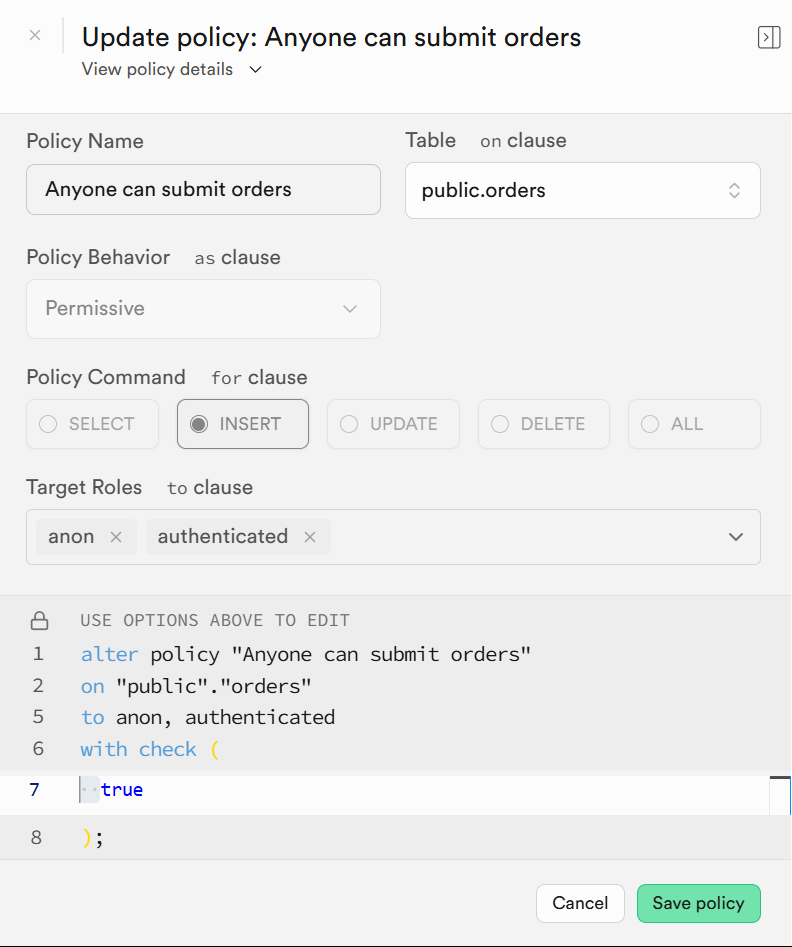 Update policy: Anyone can submit orders
View policy details
Policy Name
Table on clause
Anyone can submit orders
public.orders
Policy Behavior as clause
Permissive
Policy Command for clause
SELECT INSERT UPDATE DELETE ALL
Target Roles to clause
anon × authenticated ×
USE OPTIONS ABOVE TO EDIT
1 alter policy "Anyone can submit orders"
2 on "public"."orders"
5 to anon, authenticated
6 with check (
7 ··true
8 );
Cancel Save policy